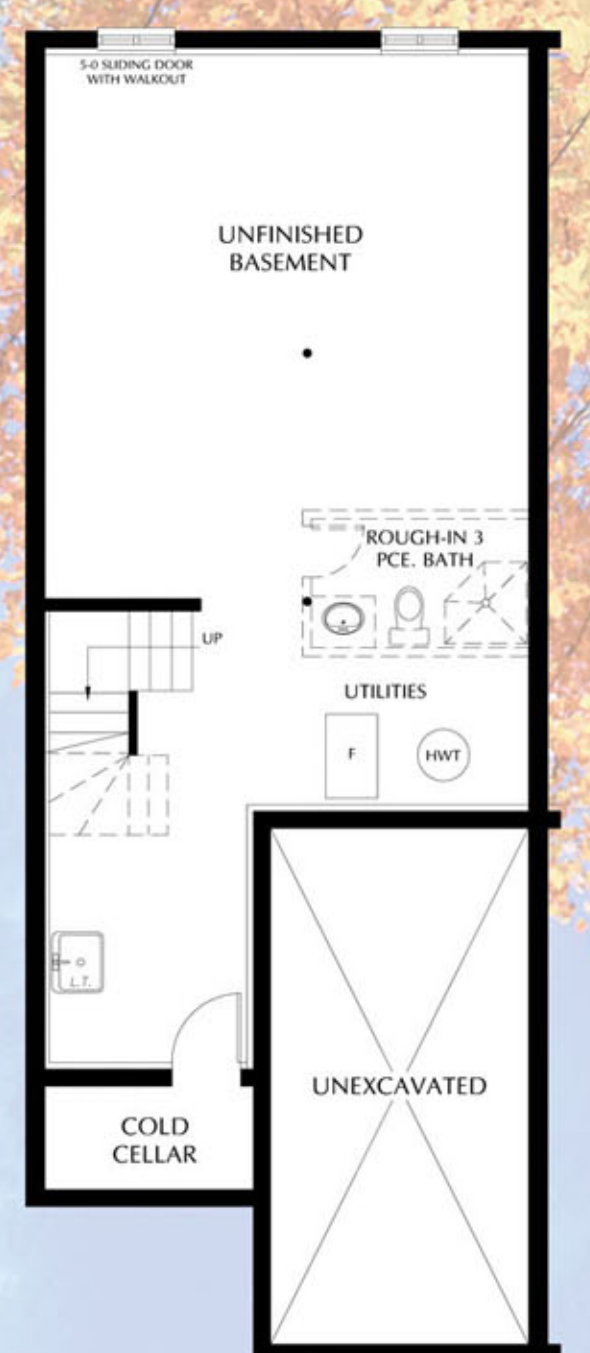 5-0 SLIDING DOOR
WITH WALKOUT
UNFINISHED
BASEMENT
ROUGH-IN 3
PCE. BATH
UP
UTILITIES
F
HWT
L.T.
UNEXCAVATED
COLD
CELLAR